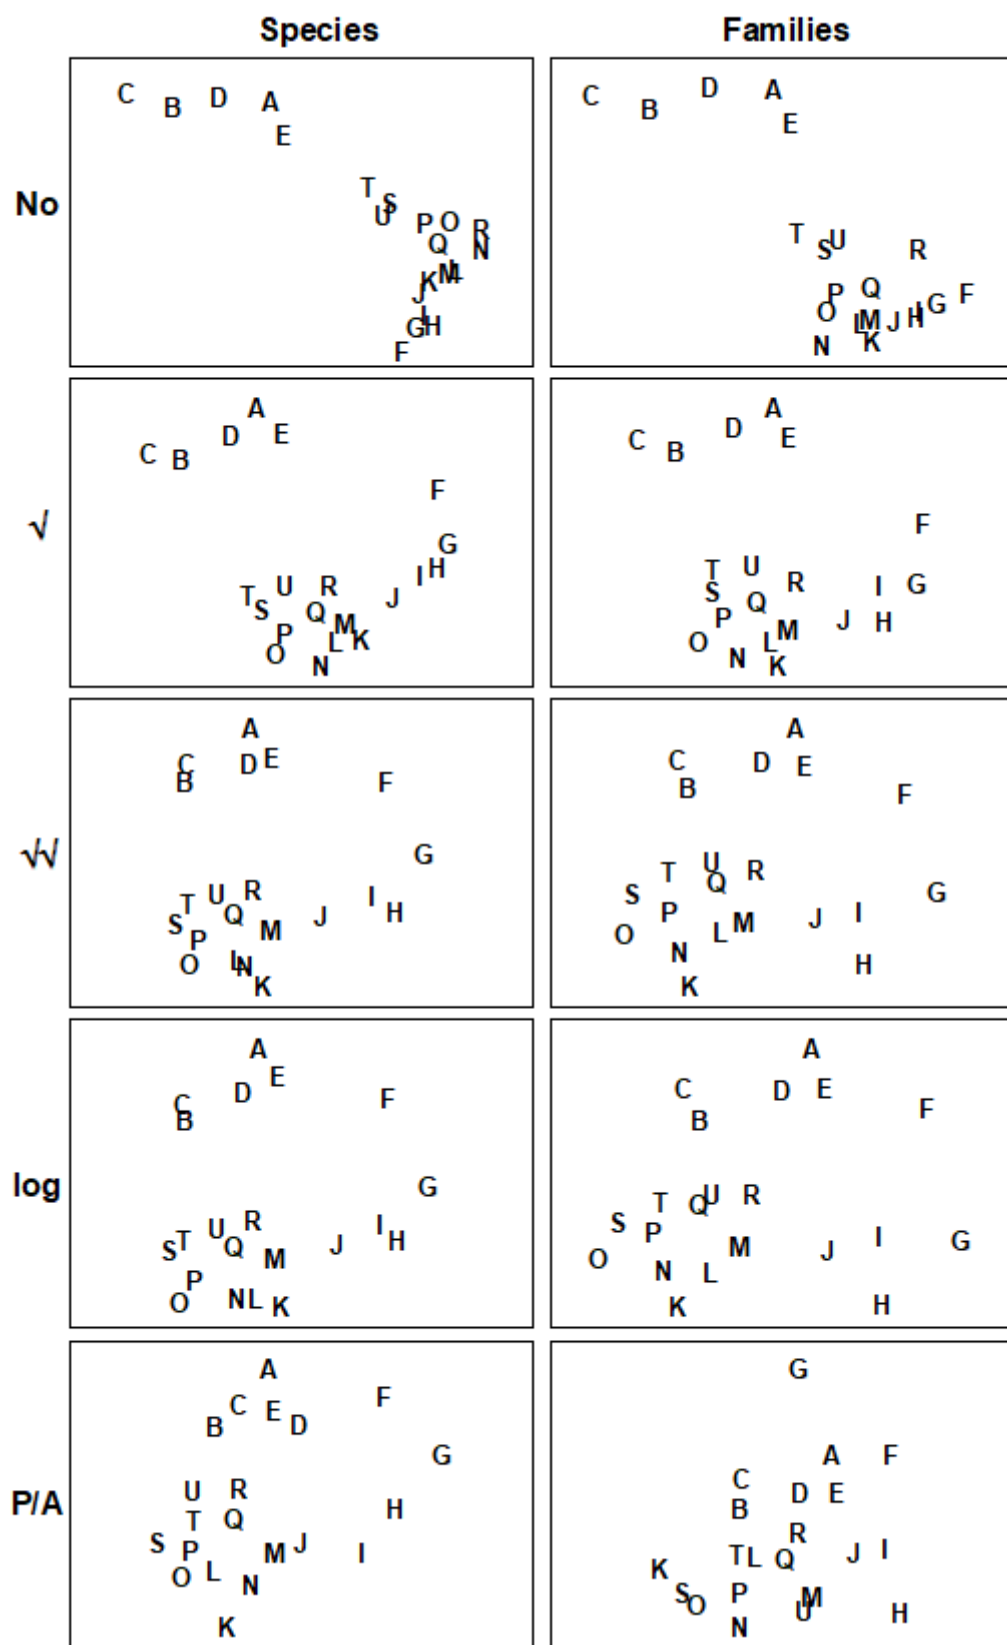 Species Families
No
C B D A
E
T S
U P O R
Q N
K M L
J
I
G H
F
C B D A
E
T S U R
P Q
O L M J H I G F
N K
√
A
D E
C B
F
G
I H
T U R J
S Q
P M
O L K
N
A
D E
C B
F
T U R I G
S Q
P J H
O L M
N K
√√
A
C D E
B F
G
T U R I
S Q J H
P M
O L N
K
A
C D E
B F
T U R
S Q G
P M J I
O L
N H
K
log
A
D E
C F
B
G
T U R I
S Q J H
P M
O N L K
A
C D E
B F
T Q U R
S P
O M J I G
N L
K H
P/A
A
F
C E
B D
G
U R
T Q H
S P M J I
O L N
K
G
A F
C D E
B
R
T L Q J I
K
S O P M
U H
N